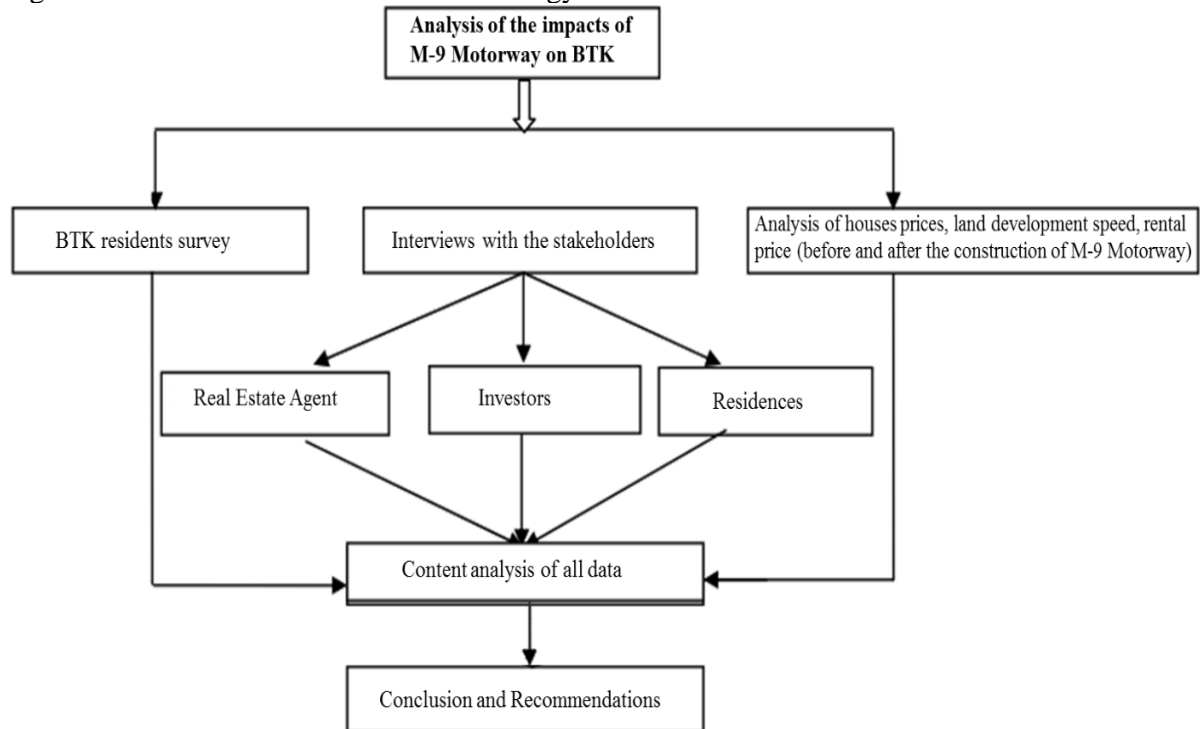 Analysis of the impacts of
M-9 Motorway on BTK
BTK residents survey
Interviews with the stakeholders
Analysis of houses prices, land development speed, rental
price (before and after the construction of M-9 Motorway)
Real Estate Agent
Investors
Residences
Content analysis of all data
Conclusion and Recommendations